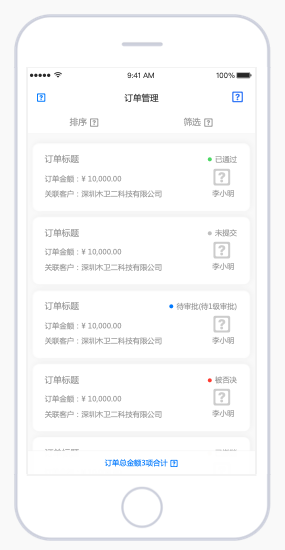 9:41 AM 100%
订单管理
排序 筛选
订单标题 已通过
订单金额：¥ 10,000.00
关联客户：深圳木卫二科技有限公司 李小明
订单标题 未提交
订单金额：¥ 10,000.00
关联客户：深圳木卫二科技有限公司 李小明
订单标题 待审批(待1级审批)
订单金额：¥ 10,000.00
关联客户：深圳木卫二科技有限公司 李小明
订单标题 被否决
订单金额：¥ 10,000.00
关联客户：深圳木卫二科技有限公司 李小明
订单标题
订单总金额3项合计